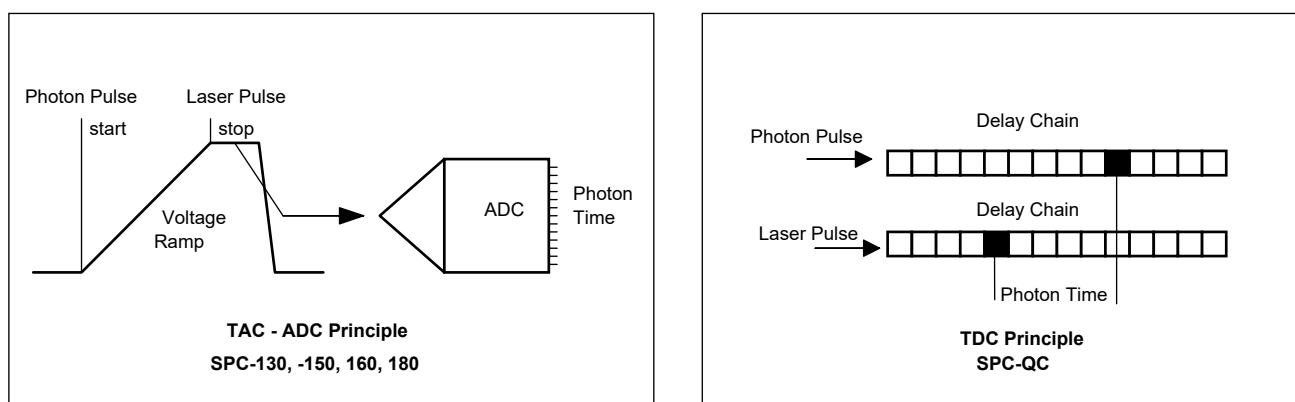 Photon Pulse
start
Laser Pulse
stop
Voltage
Ramp
ADC
Photon
Time
TAC - ADC Principle
SPC-130, -150, 160, 180
Delay Chain
Photon Pulse
Delay Chain
Laser Pulse
Photon Time
TDC Principle
SPC-QC